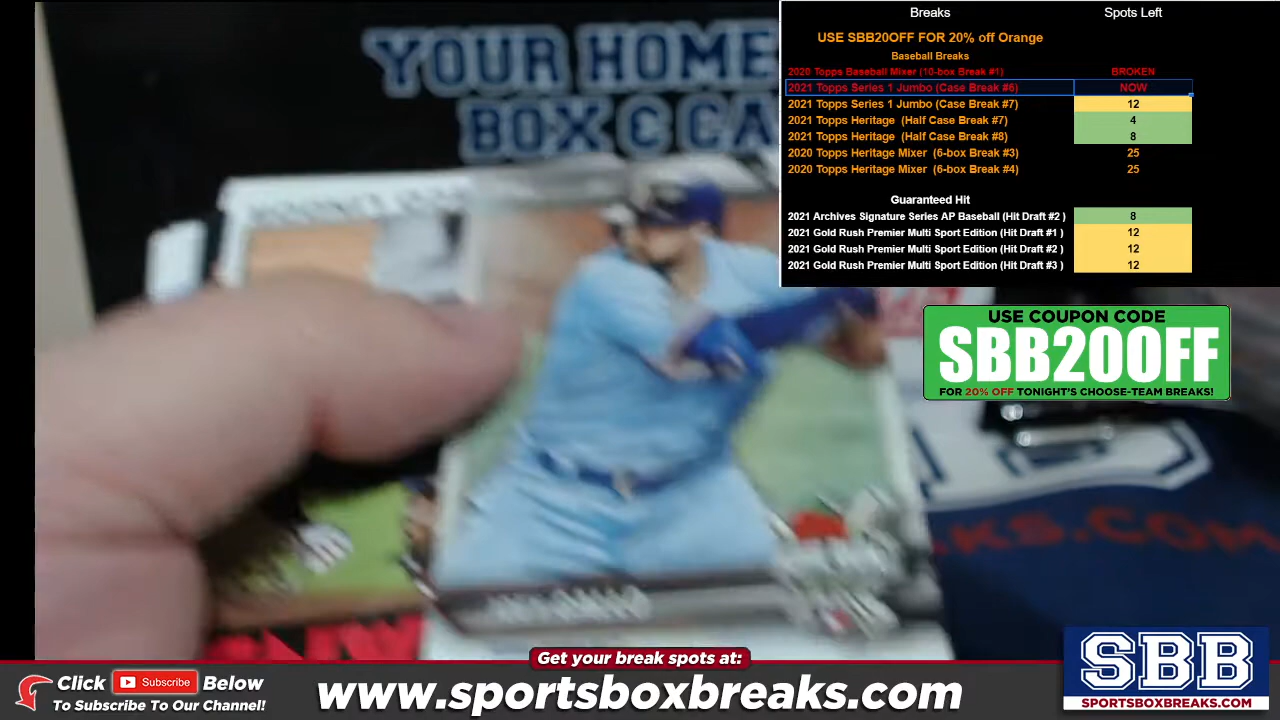 Breaks Spots Left
USE SBB20OFF FOR 20% off Orange
Baseball Breaks
2020 Topps Baseball Mixer (10-box Break #1) BROKEN
2021 Topps Series 1 Jumbo (Case Break #6) NOW
2021 Topps Series 1 Jumbo (Case Break #7) 12
2021 Topps Heritage (Half Case Break #7) 4
2021 Topps Heritage (Half Case Break #8) 8
2020 Topps Heritage Mixer (6-box Break #3) 25
2020 Topps Heritage Mixer (6-box Break #4) 25
Guaranteed Hit
2021 Archives Signature Series AP Baseball (Hit Draft #2 ) 8
2021 Gold Rush Premier Multi Sport Edition (Hit Draft #1 ) 12
2021 Gold Rush Premier Multi Sport Edition (Hit Draft #2 ) 12
2021 Gold Rush Premier Multi Sport Edition (Hit Draft #3 ) 12
YOUR HOME
BOX
USE COUPON CODE
SBB20OFF
FOR 20% OFF TONIGHT'S CHOOSE-TEAM BREAKS!
KS.COM
Get your break spots at:
Click Subscribe Below
To Subscribe To Our Channel!
www.sportsboxbreaks.com
SBB
SPORTSBOXBREAKS.COM